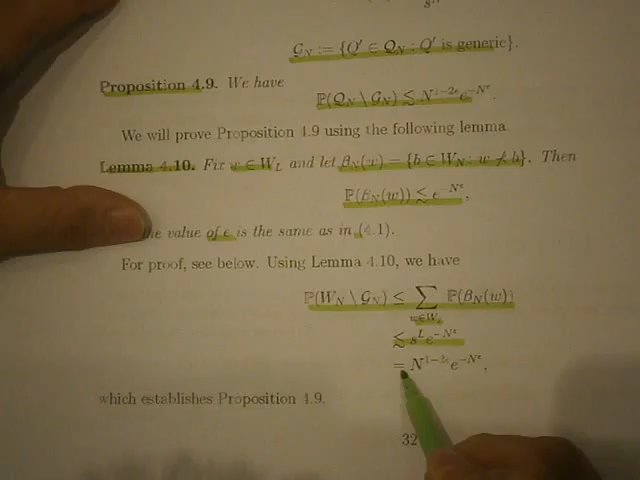 𝒢_N := {Q′ ∈ 𝒬_N : Q′ is generic}.
Proposition 4.9. We have
ℙ(𝒬_N \ 𝒢_N) ≲ N^{1−2ϵ}e^{−N^ϵ}.
We will prove Proposition 4.9 using the following lemma.
Lemma 4.10. Fix w ∈ W_L and let ℬ_N(w) = {b ∈ W_N : w ⊀ b}. Then
ℙ(ℬ_N(w)) ≲ e^{−N^ϵ},
the value of ϵ is the same as in (4.1).
For proof, see below. Using Lemma 4.10, we have
ℙ(W_N \ 𝒢_N) ≤ ∑_{w∈W_L} ℙ(ℬ_N(w))
≲ s^L e^{−N^ϵ}
= N^{1−2ϵ}e^{−N^ϵ},
which establishes Proposition 4.9.
32